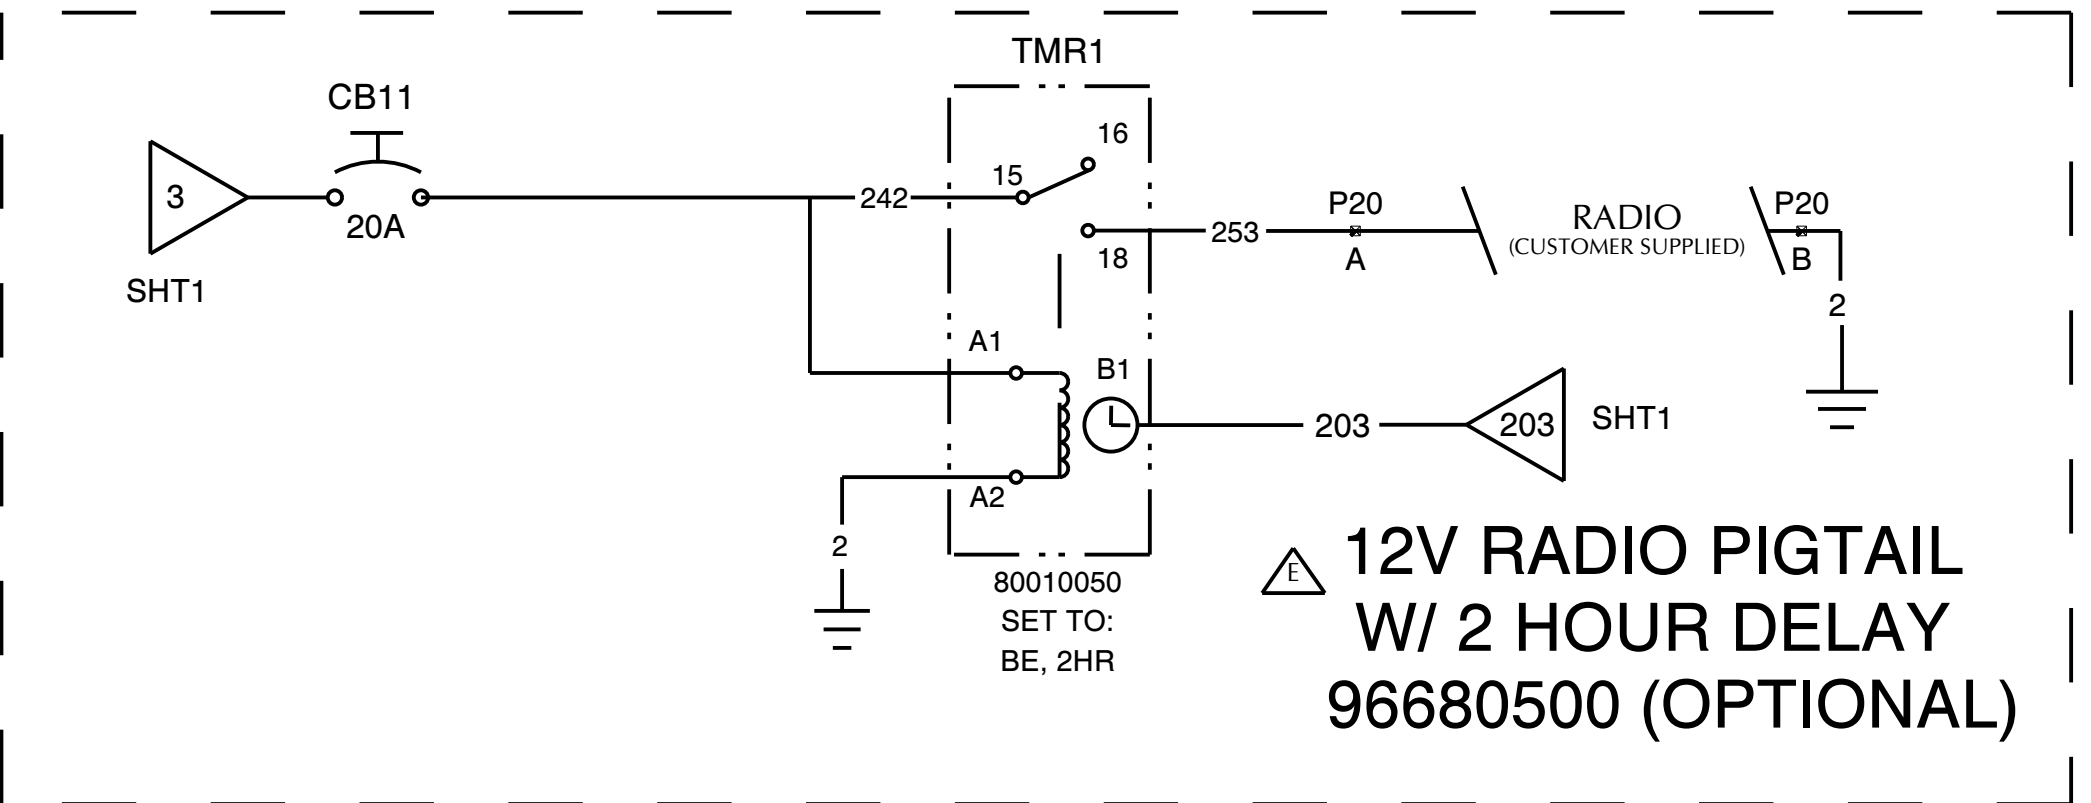 TMR1
CB11
16
15
3
242
20A
SHT1
P20
RADIO
(CUSTOMER SUPPLIED)
P20
253
A
B
18
2
A1
B1
203
203
SHT1
A2
2
80010050
SET TO:
BE, 2HR
E
12V RADIO PIGTAIL
W/ 2 HOUR DELAY
96680500 (OPTIONAL)